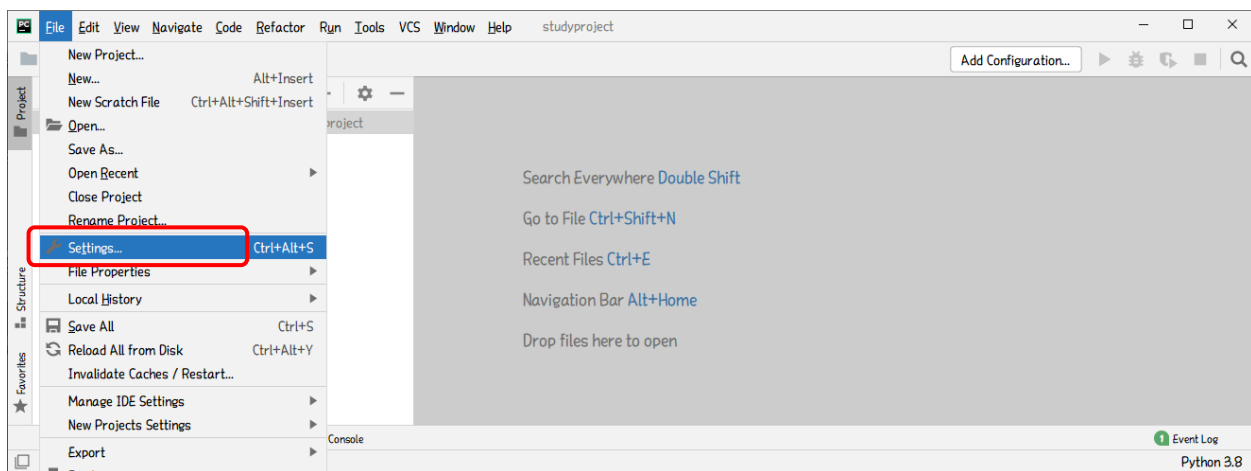 PC File Edit View Navigate Code Refactor Run Tools VCS Window Help studyproject
Add Configuration...
Project
Structure
Favorites
New Project...
New... Alt+Insert
New Scratch File Ctrl+Alt+Shift+Insert
Open...
Save As...
Open Recent
Close Project
Rename Project...
Settings... Ctrl+Alt+S
File Properties
Local History
Save All Ctrl+S
Reload All from Disk Ctrl+Alt+Y
Invalidate Caches / Restart...
Manage IDE Settings
New Projects Settings
Export
project
Search Everywhere Double Shift
Go to File Ctrl+Shift+N
Recent Files Ctrl+E
Navigation Bar Alt+Home
Drop files here to open
Console
1 Event Log
Python 3.8